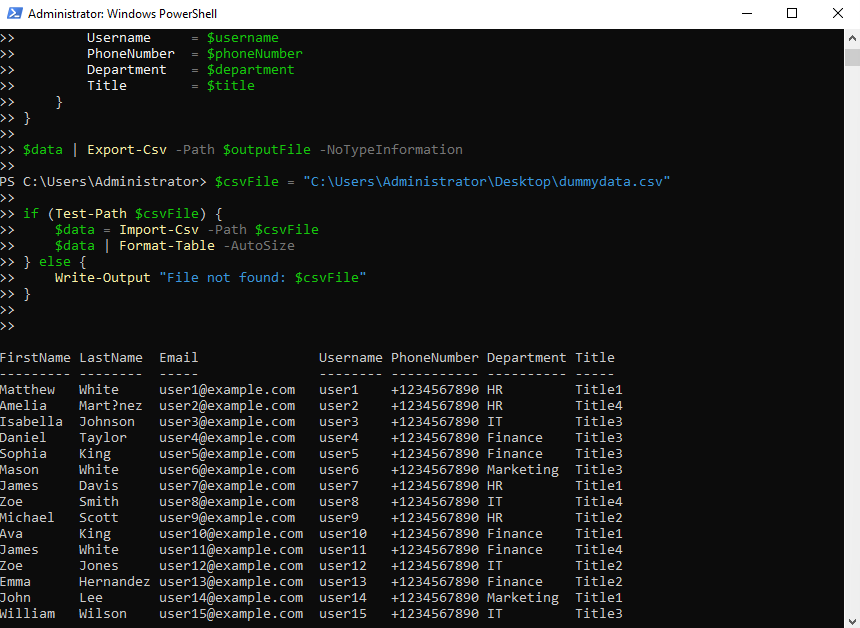 Administrator: Windows PowerShell
>>         Username     = $username
>>         PhoneNumber  = $phoneNumber
>>         Department   = $department
>>         Title        = $title
>>     }
>> }
>>
>> $data | Export-Csv -Path $outputFile -NoTypeInformation
>>
PS C:\Users\Administrator> $csvFile = "C:\Users\Administrator\Desktop\dummydata.csv"
>>
>> if (Test-Path $csvFile) {
>>     $data = Import-Csv -Path $csvFile
>>     $data | Format-Table -AutoSize
>> } else {
>>     Write-Output "File not found: $csvFile"
>> }
>>
>>
FirstName LastName  Email               Username PhoneNumber Department Title
--------- --------  -----               -------- ----------- ---------- -----
Matthew   White     user1@example.com   user1    +1234567890 HR         Title1
Amelia    Mart?nez  user2@example.com   user2    +1234567890 HR         Title4
Isabella  Johnson   user3@example.com   user3    +1234567890 IT         Title3
Daniel    Taylor    user4@example.com   user4    +1234567890 Finance    Title3
Sophia    King      user5@example.com   user5    +1234567890 Finance    Title3
Mason     White     user6@example.com   user6    +1234567890 Marketing  Title3
James     Davis     user7@example.com   user7    +1234567890 HR         Title1
Zoe       Smith     user8@example.com   user8    +1234567890 IT         Title4
Michael   Scott     user9@example.com   user9    +1234567890 HR         Title2
Ava       King      user10@example.com  user10   +1234567890 Finance    Title1
James     White     user11@example.com  user11   +1234567890 Finance    Title4
Zoe       Jones     user12@example.com  user12   +1234567890 IT         Title2
Emma      Hernandez user13@example.com  user13   +1234567890 Finance    Title2
John      Lee       user14@example.com  user14   +1234567890 Marketing  Title1
William   Wilson    user15@example.com  user15   +1234567890 IT         Title3